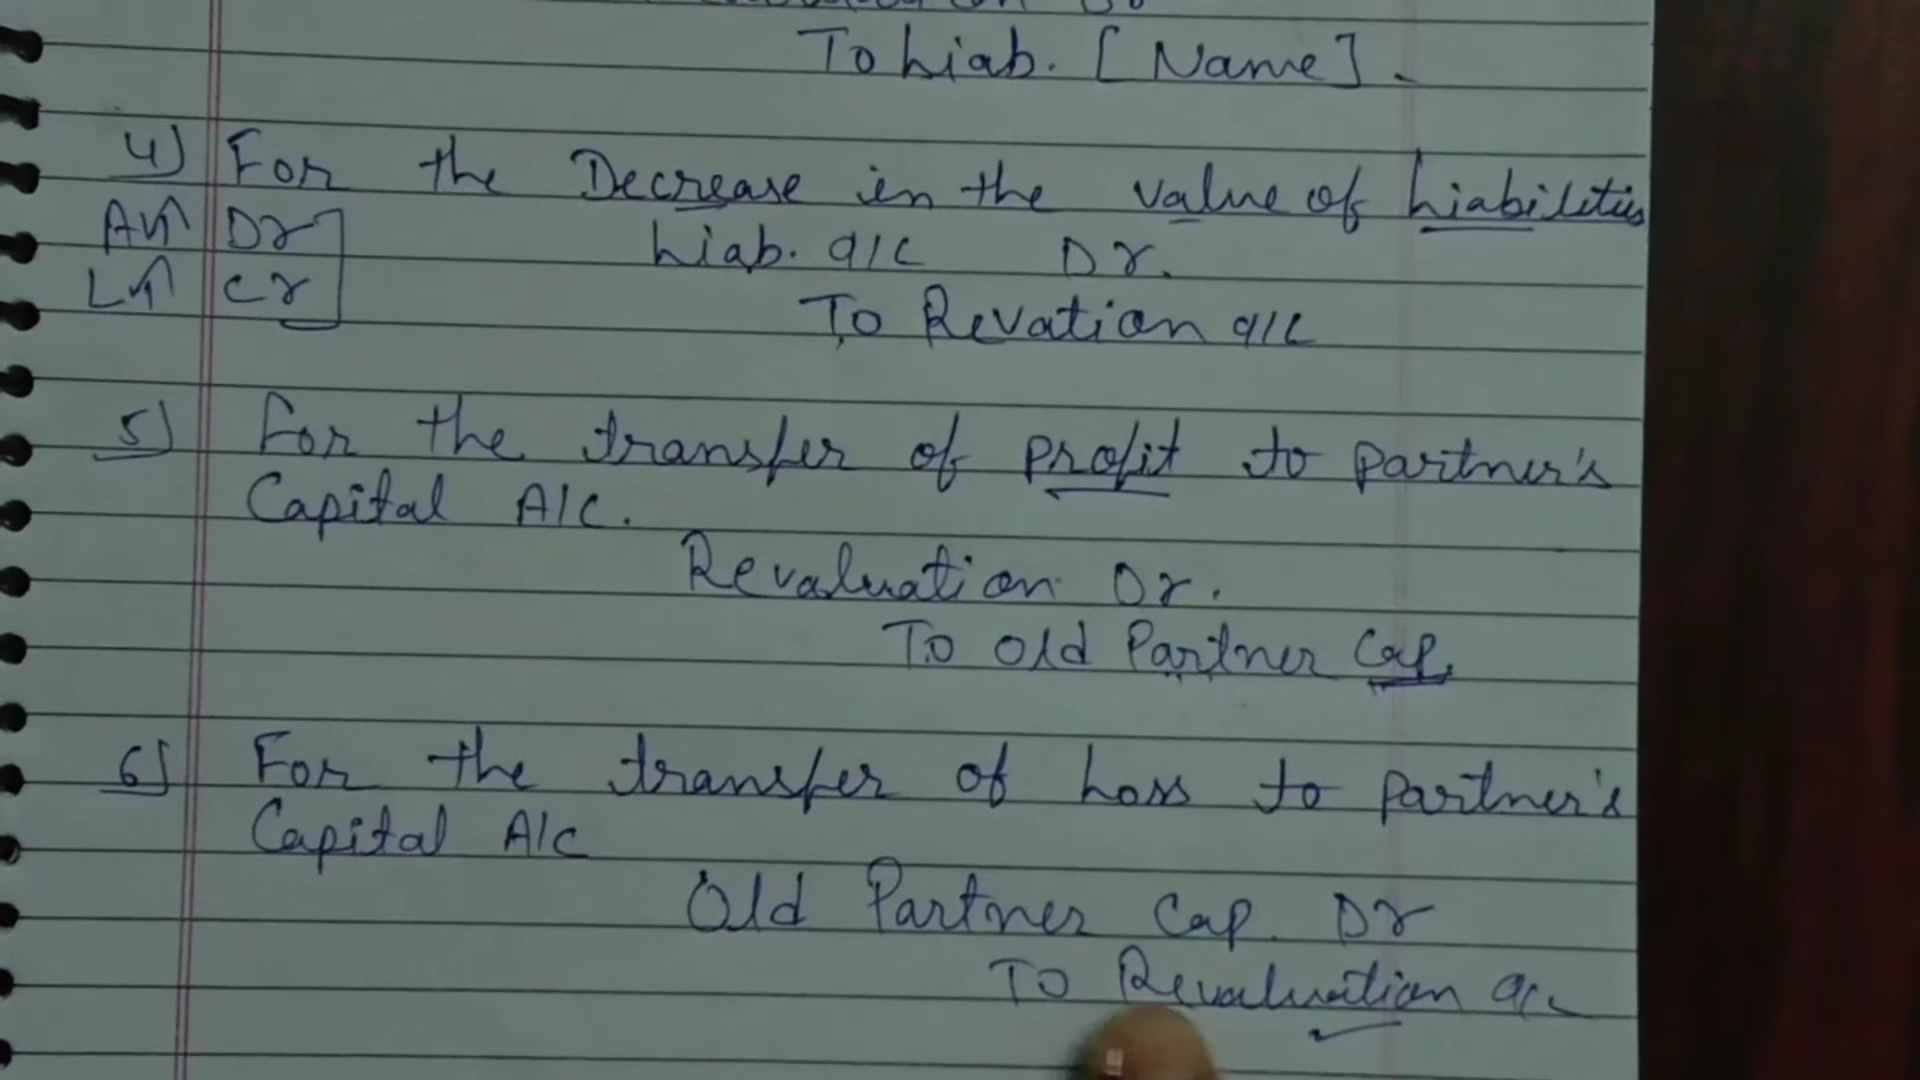 To Liab. [Name].
4) For the Decrease in the value of Liabilities
A↑ Dr
Liab. a/c Dr.
L↑ Cr
To Revation a/c
5) For the transfer of profit to partner's
Capital A/C.
Revaluation Dr.
To Old Partner Cap.
6) For the transfer of Loss to partner's
Capital A/C
Old Partner Cap. Dr
To Revaluation a/c